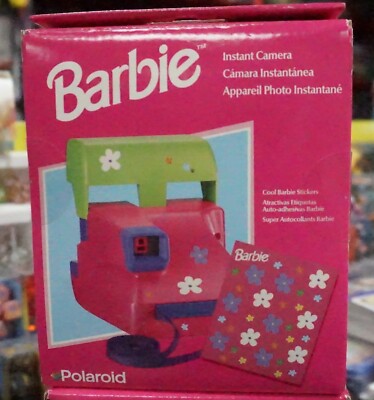 Barbie™
Instant Camera
Cámara Instantánea
Appareil Photo Instantané
Cool Barbie Stickers
Atractivas Etiquetas
Auto-adhesivas Barbie
Super Autocollants Barbie
Barbie
Polaroid